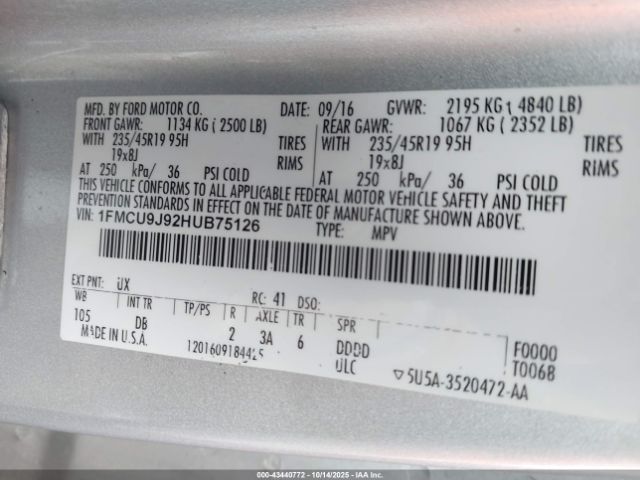 MFD. BY FORD MOTOR CO. DATE: 09/16 GVWR: 2195 KG ( 4840 LB)
FRONT GAWR: 1134 KG ( 2500 LB) REAR GAWR: 1067 KG ( 2352 LB)
WITH 235/45R19 95H TIRES WITH 235/45R19 95H TIRES
19x8J RIMS 19x8J RIMS
AT 250 kPa/ 36 PSI COLD AT 250 kPa/ 36 PSI COLD
THIS VEHICLE CONFORMS TO ALL APPLICABLE FEDERAL MOTOR VEHICLE SAFETY AND THEFT
PREVENTION STANDARDS IN EFFECT ON THE DATE OF MANUFACTURE SHOWN ABOVE.
VIN: 1FMCU9J92HUB75126 TYPE: MPV
EXT PNT: UX RC: 41 DSO:
WB INT TR TP/PS R AXLE TR SPR
105 DB 2 3A 6 DDDD F0000
MADE IN U.S.A. ULC T0068
▽5U5A-3520472-AA
000-43440772 | 10/14/2025 | IAAI, Inc.